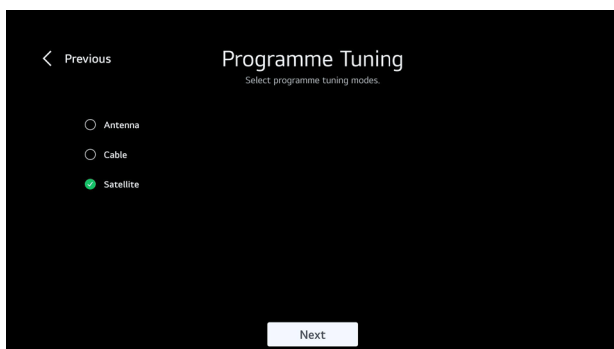 Previous
Programme Tuning
Select programme tuning modes.
Antenna
Cable
Satellite
Next